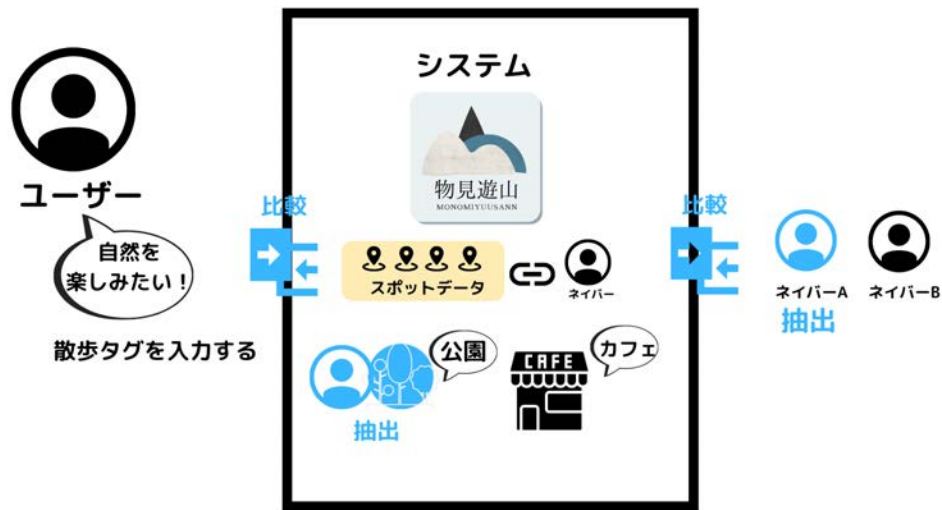 システム
物見遊山
MONOMIYUUSANN
ユーザー
自然を
楽しみたい！
散歩タグを入力する
比較
スポットデータ
ネイバー
公園
抽出
CAFE
カフェ
比較
ネイバーA
ネイバーB
抽出